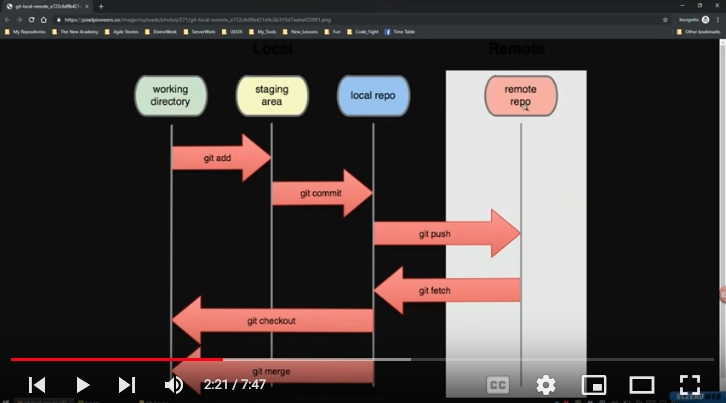 git-local-remote_e722c6d9b421
https://pixelpioneers.co/images/uploads/photos/271/git-local-remote_e722c6d9b421e9c2b315d7aebaf22881.png
Incognito
My Repositories
The New Academy
Agile Stories
ElzeroWeek
ServerWork
UI/UX
My_Tools
New_Lessons
Fun
Code_Fight
Time Table
Other bookmarks
Local
Remote
working
directory
staging
area
local repo
remote
repo
git add
git commit
git push
git fetch
git checkout
git merge
2:21 / 7:47
CC